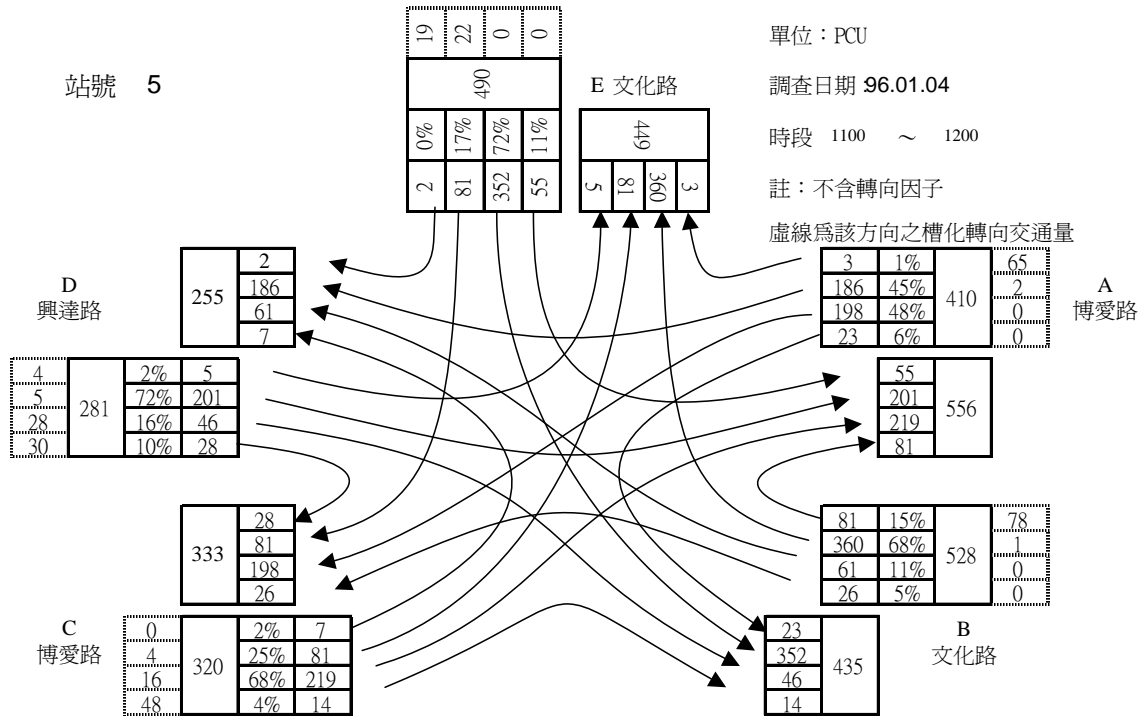 站號 5
19 22 0 0
490
0% 17% 72% 11%
2 81 352 55
E 文化路
449
5 81 360 3
單位：PCU
調查日期 96.01.04
時段 1100 ～ 1200
註：不含轉向因子
虛線爲該方向之槽化轉向交通量
D
興達路
255
2
186
61
7
3 1% 65
186 45% 2
410
198 48% 0
23 6% 0
A
博愛路
4 2% 5
5 72% 201
281
28 16% 46
30 10% 28
55
201
556
219
81
28
81
333
198
26
81 15% 78
360 68% 1
528
61 11% 0
26 5% 0
C
博愛路
0 2% 7
4 25% 81
320
16 68% 219
48 4% 14
23
352
435
46
14
B
文化路